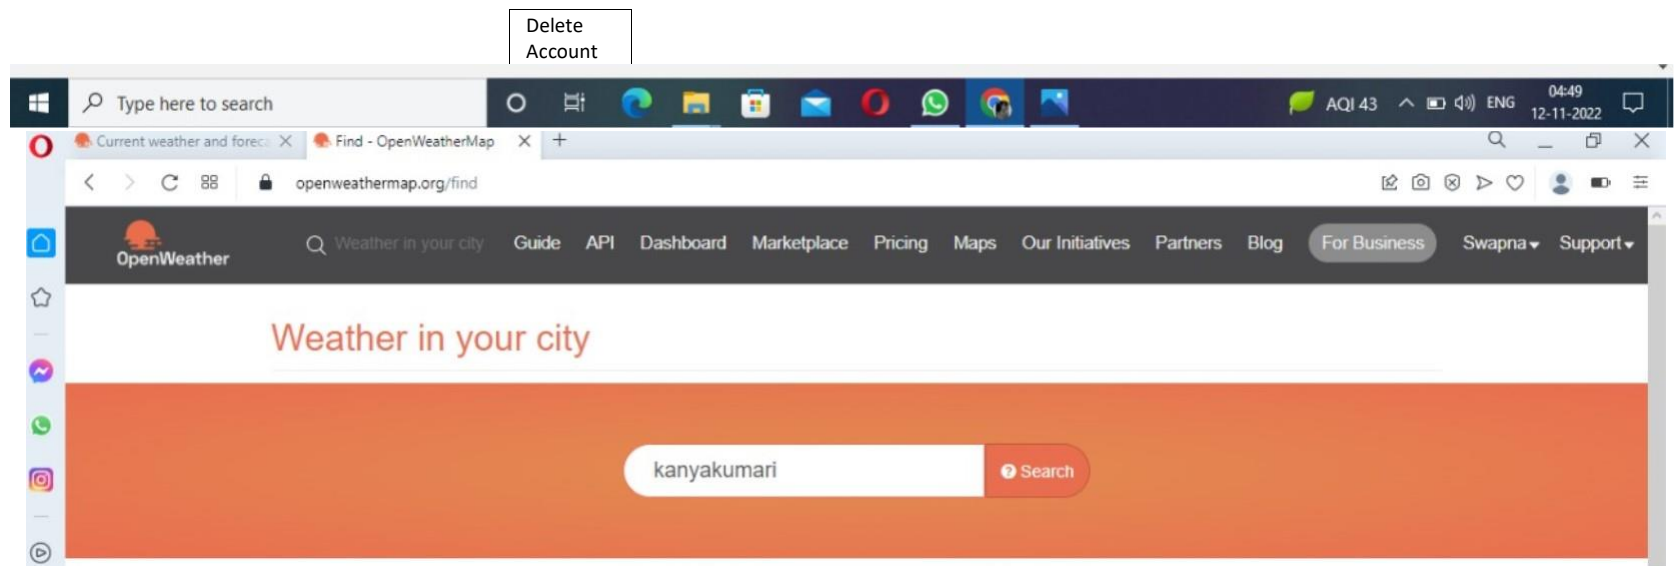 Delete
Account
Type here to search
AQI 43
ENG
04:49
12-11-2022
Current weather and foreca
Find - OpenWeatherMap
openweathermap.org/find
OpenWeather
Weather in your city
Guide API Dashboard Marketplace Pricing Maps Our Initiatives Partners Blog For Business Swapna Support
Weather in your city
kanyakumari
Search